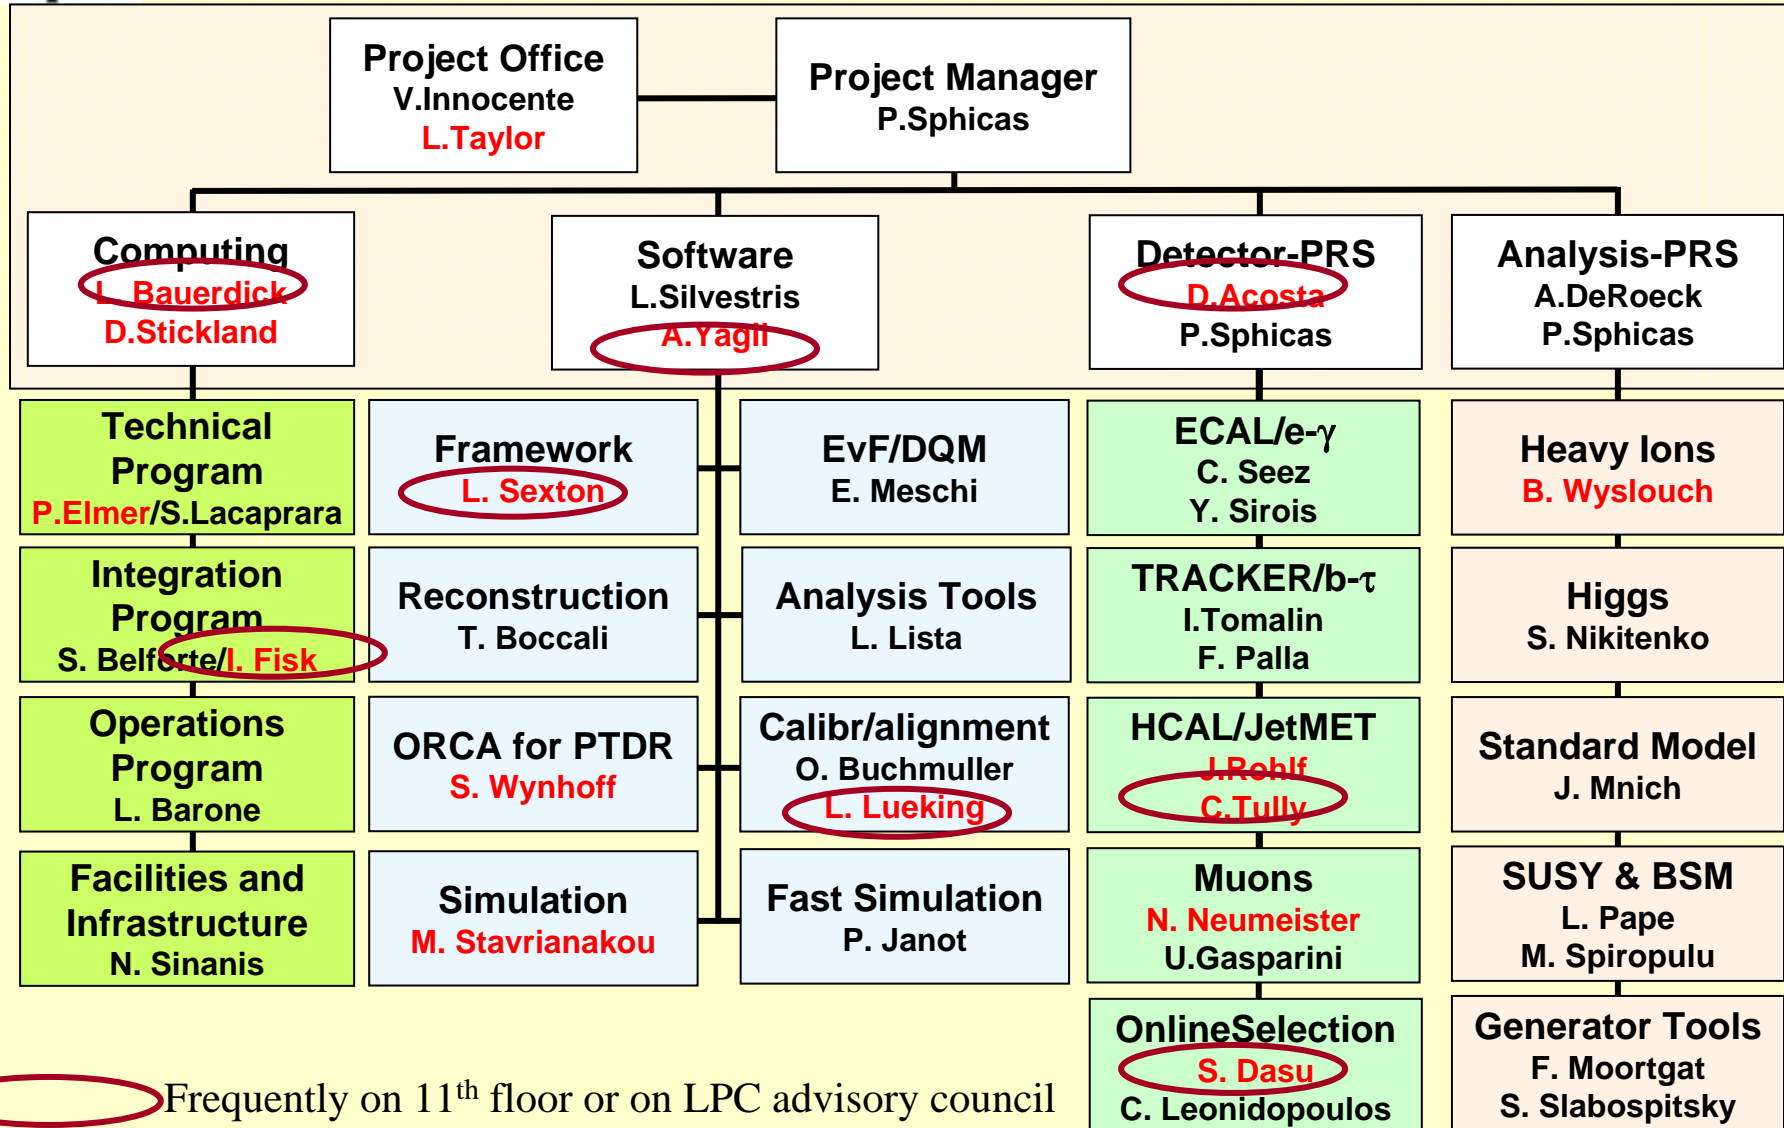 Project Office
V.Innocente
L.Taylor
Project Manager
P.Sphicas
Computing
L. Bauerdick
D.Stickland
Software
L.Silvestris
A.Yagil
Detector-PRS
D.Acosta
P.Sphicas
Analysis-PRS
A.DeRoeck
P.Sphicas
Technical
Program
P.Elmer/S.Lacaprara
Integration
Program
S. Belforte/I. Fisk
Operations
Program
L. Barone
Facilities and
Infrastructure
N. Sinanis
Framework
L. Sexton
Reconstruction
T. Boccali
ORCA for PTDR
S. Wynhoff
Simulation
M. Stavrianakou
EvF/DQM
E. Meschi
Analysis Tools
L. Lista
Calibr/alignment
O. Buchmuller
L. Lueking
Fast Simulation
P. Janot
ECAL/e-γ
C. Seez
Y. Sirois
TRACKER/b-τ
I.Tomalin
F. Palla
HCAL/JetMET
J.Rohlf
C.Tully
Muons
N. Neumeister
U.Gasparini
OnlineSelection
S. Dasu
C. Leonidopoulos
Heavy Ions
B. Wyslouch
Higgs
S. Nikitenko
Standard Model
J. Mnich
SUSY & BSM
L. Pape
M. Spiropulu
Generator Tools
F. Moortgat
S. Slabospitsky
Frequently on 11th floor or on LPC advisory council